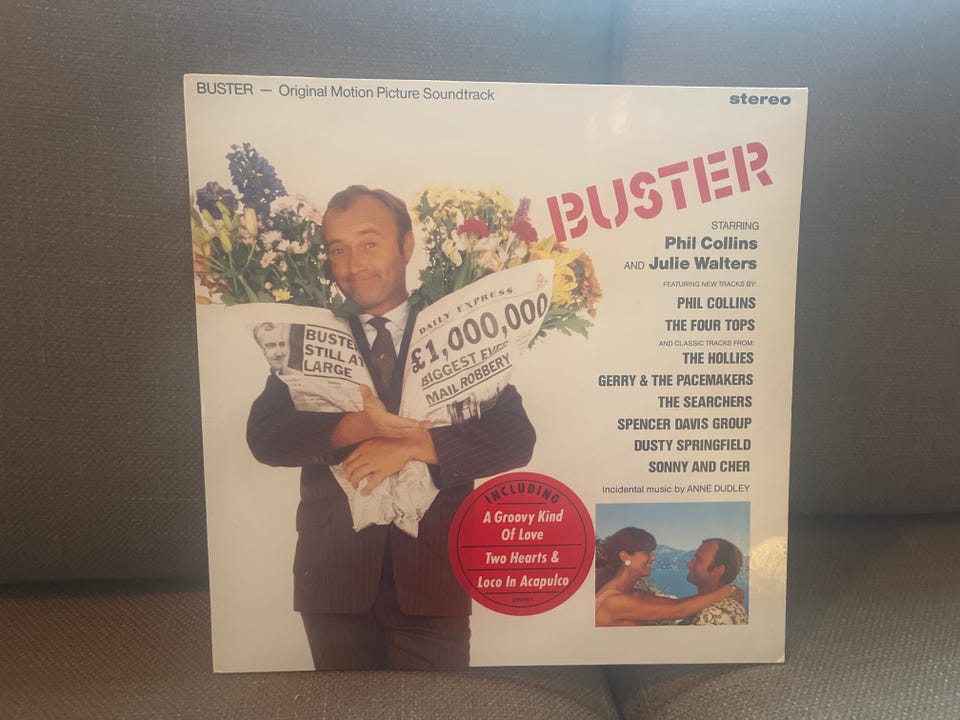 BUSTER — Original Motion Picture Soundtrack
stereo
BUSTER
STARRING
Phil Collins
AND Julie Walters
FEATURING NEW TRACKS BY:
PHIL COLLINS
THE FOUR TOPS
AND CLASSIC TRACKS FROM:
THE HOLLIES
GERRY & THE PACEMAKERS
THE SEARCHERS
SPENCER DAVIS GROUP
DUSTY SPRINGFIELD
SONNY AND CHER
incidental music by ANNE DUDLEY
BUSTE
STILL AT
LARGE
DAILY EXPRESS
£1,000,000
BIGGEST EVER
MAIL ROBBERY
INCLUDING
A Groovy Kind
Of Love
Two Hearts &
Loco In Acapulco